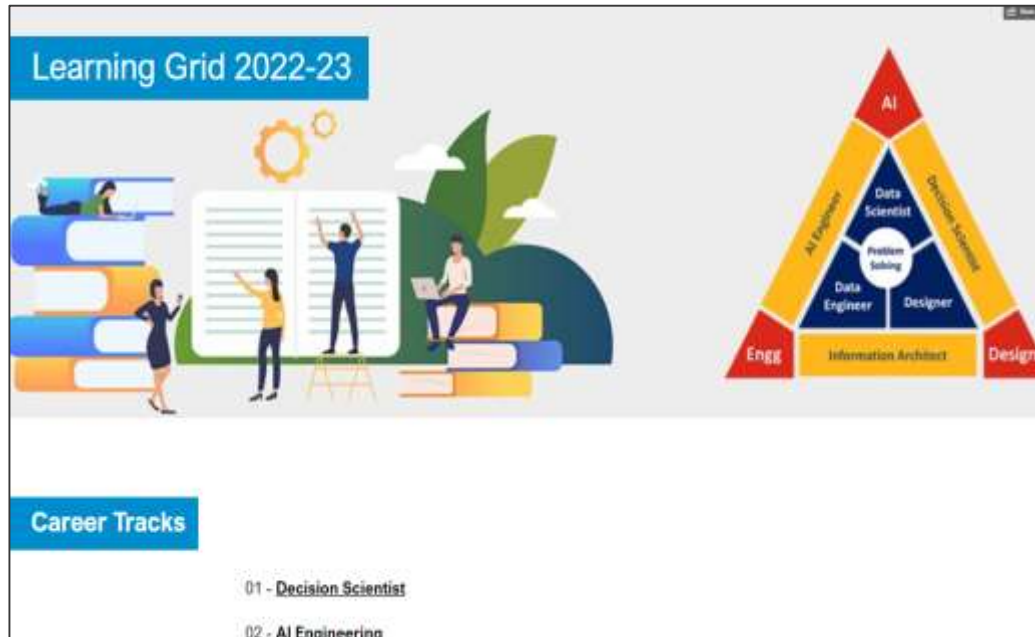 Learning Grid 2022-23
AI
AI Engineer
Decision Scientist
Data
Scientist
Problem
Solving
Data
Engineer
Designer
Engg
Information Architect
Design
Career Tracks
01 - Decision Scientist
02 - AI Engineering